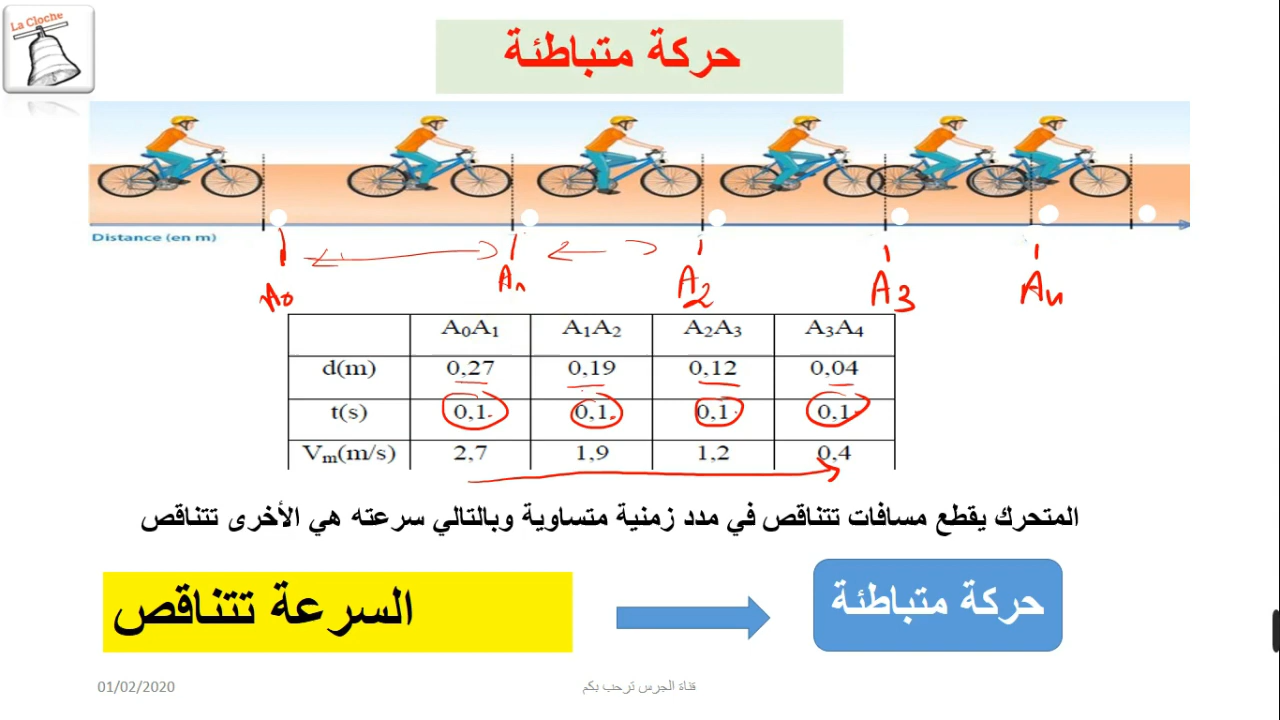 La Cloche
حركة متباطئة
Distance (en m)
A0 A1 A2 A3 A4
A₀A₁ A₁A₂ A₂A₃ A₃A₄
d(m) 0,27 0,19 0,12 0,04
t(s) 0,1 0,1 0,1 0,1
Vₘ(m/s) 2,7 1,9 1,2 0,4
المتحرك يقطع مسافات تتناقص في مدد زمنية متساوية وبالتالي سرعته هي الأخرى تتناقص
حركة متباطئة
السرعة تتناقص
01/02/2020
قناة الجرس ترحب بكم